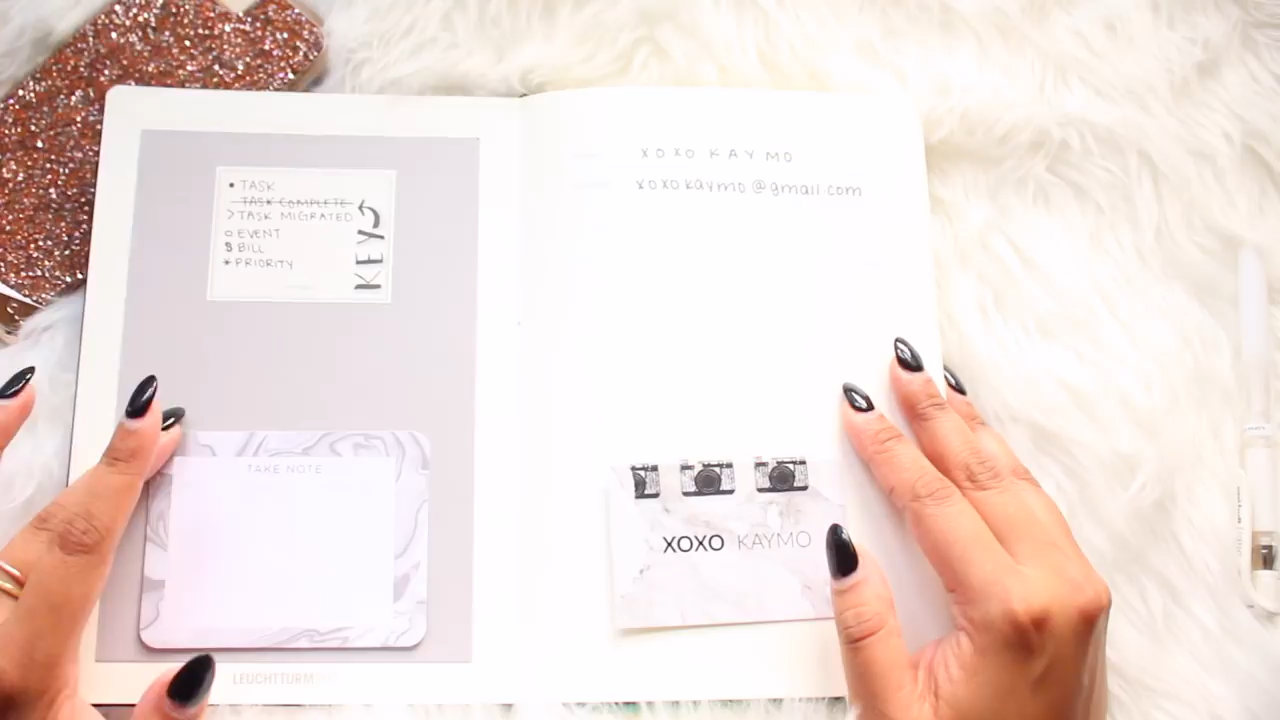 • TASK
TASK COMPLETE
> TASK MIGRATED
○ EVENT
$ BILL
* PRIORITY
KEY
TAKE NOTE
LEUCHTTURM
XOXO KAYMO
xoxokaymo@gmail.com
XOXO KAYMO